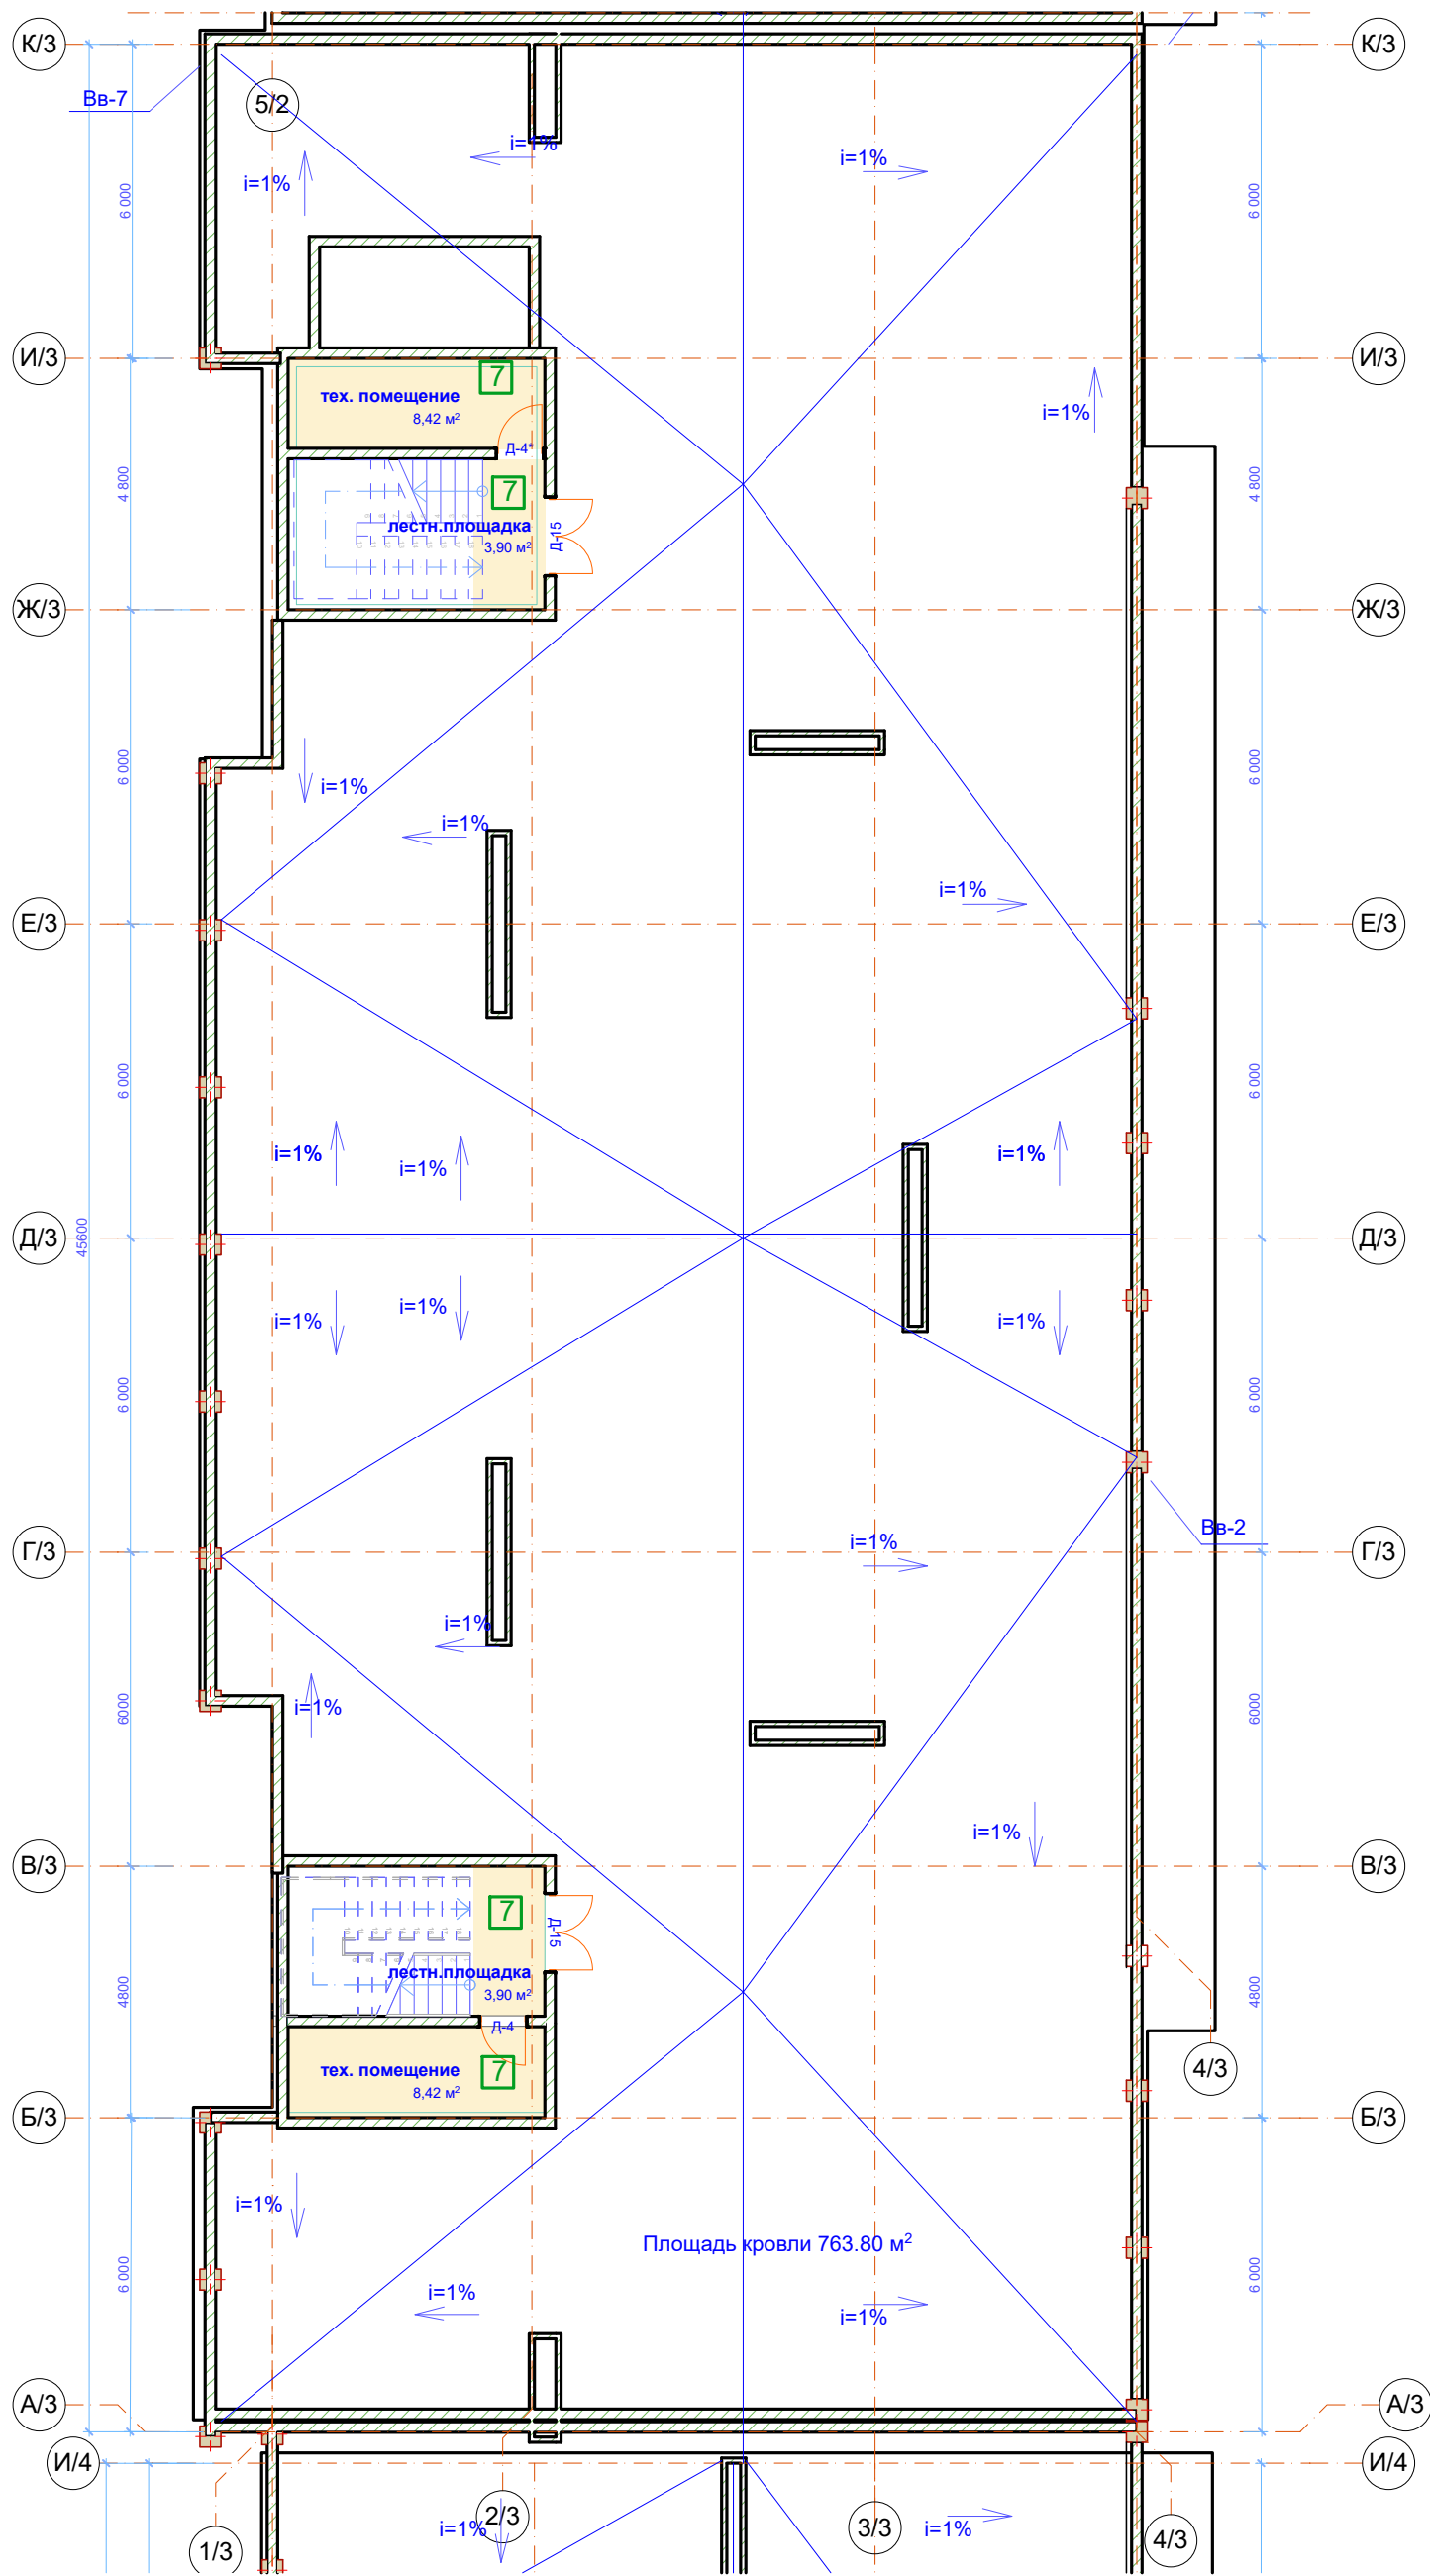 К/3
К/3
Вв-7
5/2
i=1%
i=1%
i=1%
6 000
6 000
И/3
И/3
7
тех. помещение
8,42 м²
i=1%
Д-4*
4 800
4 800
7
лестн.площадка
3,90 м²
Д-15
Ж/3
Ж/3
6 000
i=1%
6 000
i=1%
i=1%
Е/3
Е/3
6 000
6 000
i=1%
i=1%
i=1%
Д/3
45600
Д/3
i=1%
i=1%
i=1%
6 000
6 000
Вв-2
Г/3
i=1%
Г/3
i=1%
6000
i=1%
6000
i=1%
В/3
В/3
7
Д-15
лестн.площадка
3,90 м²
4800
4800
Д-4
тех. помещение
7
8,42 м²
4/3
Б/3
Б/3
i=1%
Площадь кровли 763.80 м²
6 000
6 000
i=1%
i=1%
А/3
А/3
И/4
И/4
2/3
i=1%
3/3
i=1%
1/3
4/3